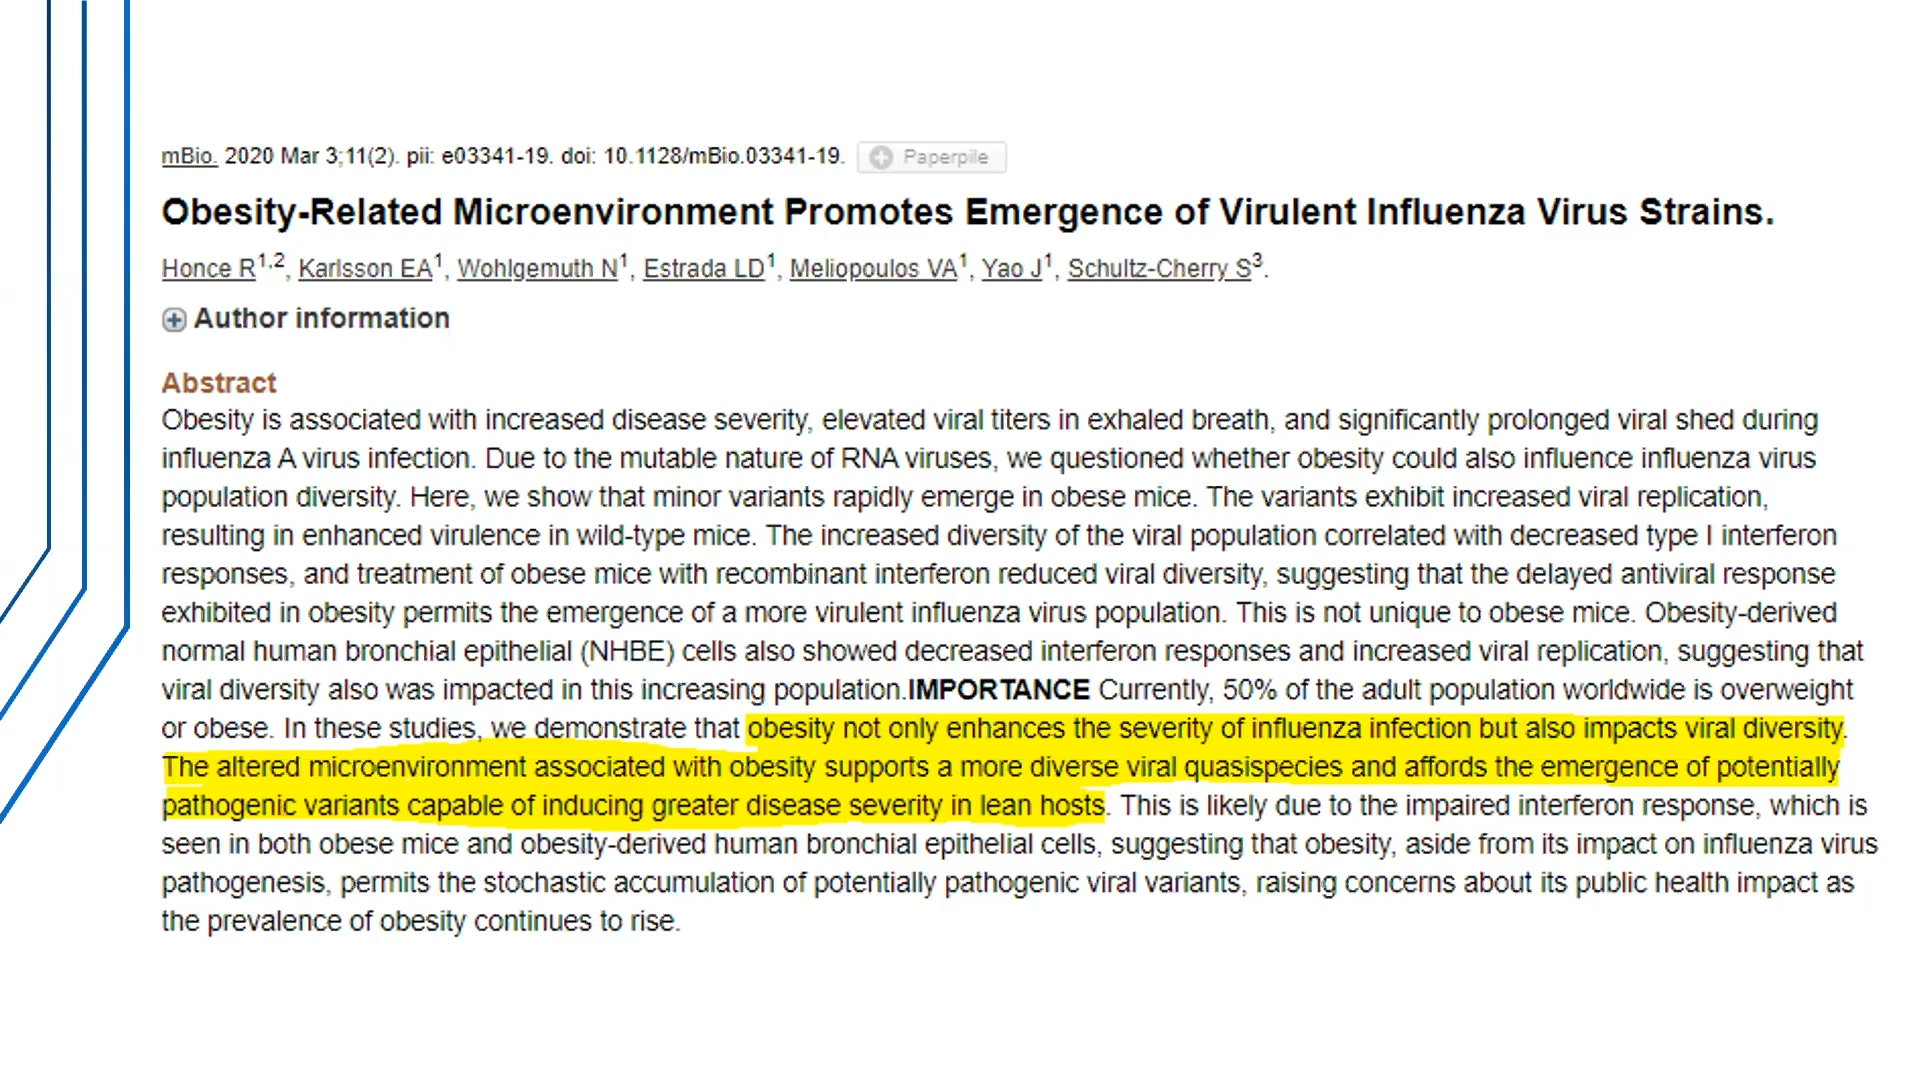 mBio. 2020 Mar 3;11(2). pii: e03341-19. doi: 10.1128/mBio.03341-19. Paperpile
Obesity-Related Microenvironment Promotes Emergence of Virulent Influenza Virus Strains.
Honce R1,2, Karlsson EA1, Wohlgemuth N1, Estrada LD1, Meliopoulos VA1, Yao J1, Schultz-Cherry S3.
Author information
Abstract
Obesity is associated with increased disease severity, elevated viral titers in exhaled breath, and significantly prolonged viral shed during
influenza A virus infection. Due to the mutable nature of RNA viruses, we questioned whether obesity could also influence influenza virus
population diversity. Here, we show that minor variants rapidly emerge in obese mice. The variants exhibit increased viral replication,
resulting in enhanced virulence in wild-type mice. The increased diversity of the viral population correlated with decreased type I interferon
responses, and treatment of obese mice with recombinant interferon reduced viral diversity, suggesting that the delayed antiviral response
exhibited in obesity permits the emergence of a more virulent influenza virus population. This is not unique to obese mice. Obesity-derived
normal human bronchial epithelial (NHBE) cells also showed decreased interferon responses and increased viral replication, suggesting that
viral diversity also was impacted in this increasing population.IMPORTANCE Currently, 50% of the adult population worldwide is overweight
or obese. In these studies, we demonstrate that obesity not only enhances the severity of influenza infection but also impacts viral diversity.
The altered microenvironment associated with obesity supports a more diverse viral quasispecies and affords the emergence of potentially
pathogenic variants capable of inducing greater disease severity in lean hosts. This is likely due to the impaired interferon response, which is
seen in both obese mice and obesity-derived human bronchial epithelial cells, suggesting that obesity, aside from its impact on influenza virus
pathogenesis, permits the stochastic accumulation of potentially pathogenic viral variants, raising concerns about its public health impact as
the prevalence of obesity continues to rise.